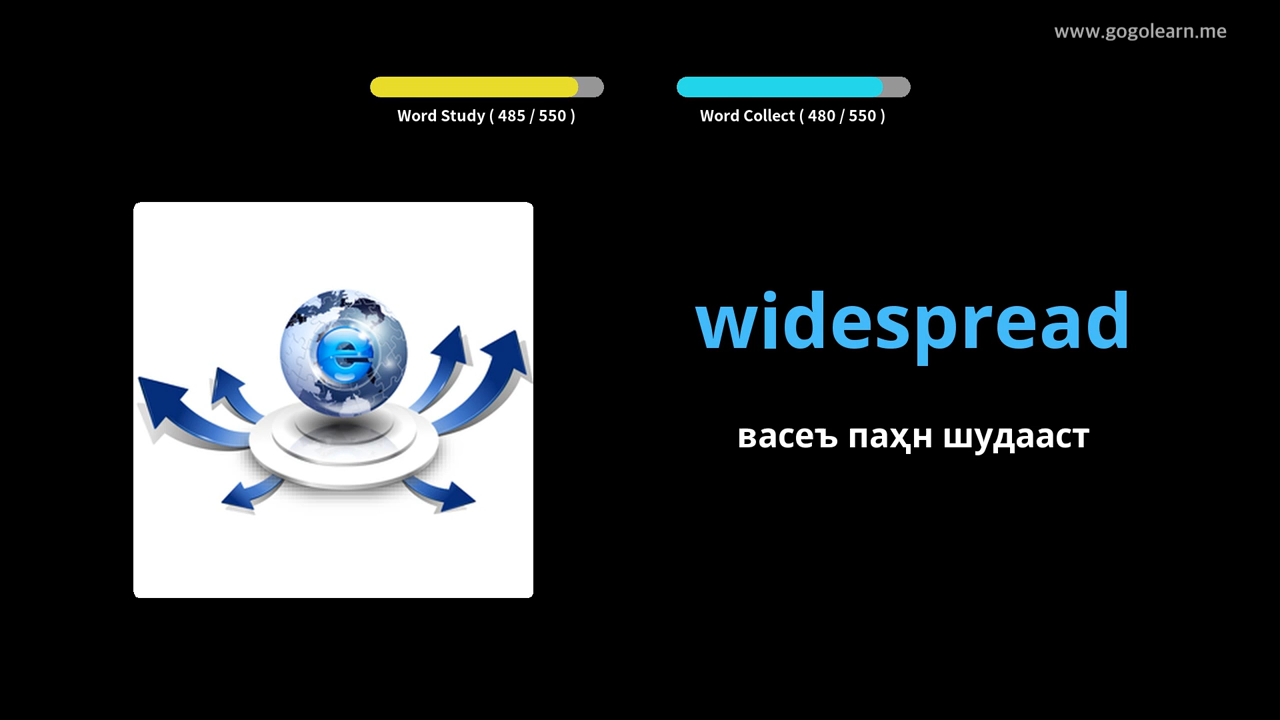 www.gogolearn.me
Word Study ( 485 / 550 )
Word Collect ( 480 / 550 )
e
widespread
васеъ паҳн шудааст